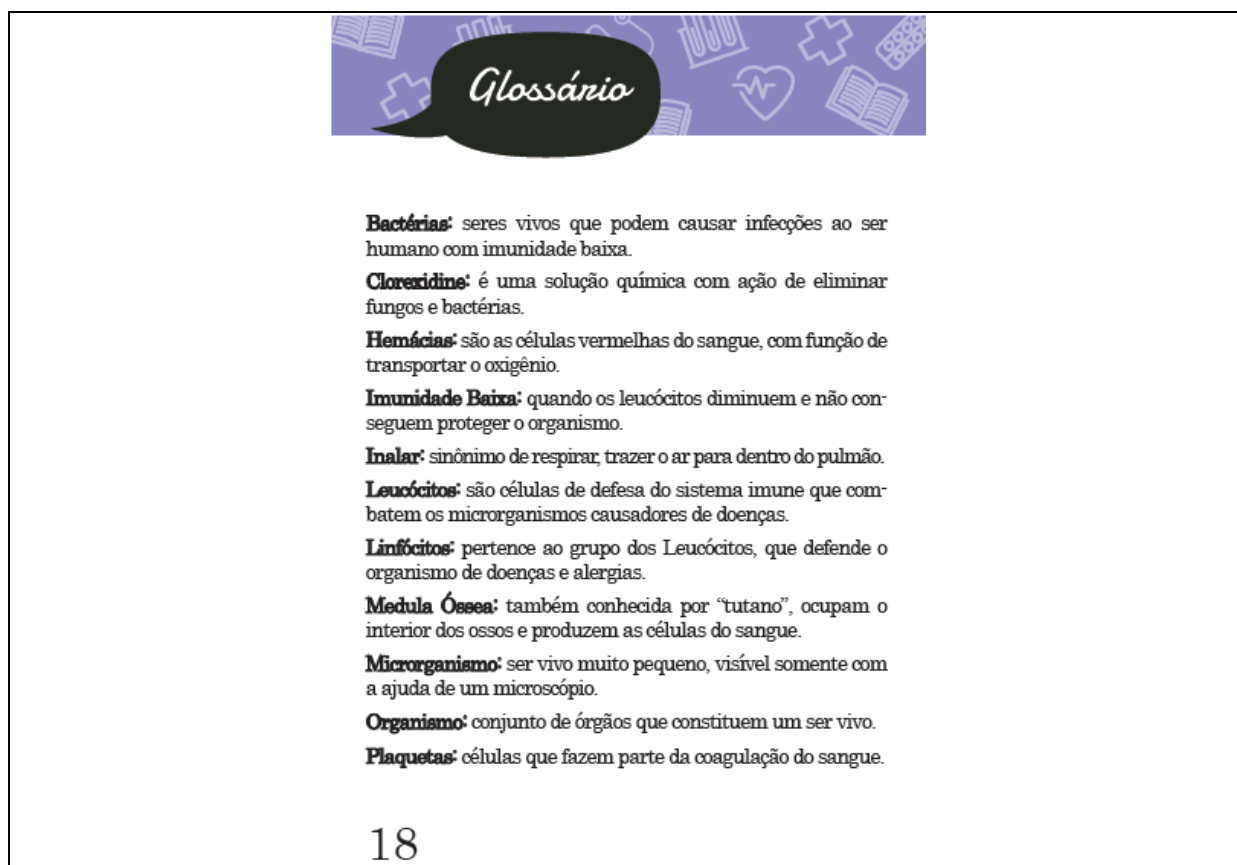 Glossário
Bactérias: seres vivos que podem causar infecções ao ser
humano com imunidade baixa.
Clorexidine: é uma solução química com ação de eliminar
fungos e bactérias.
Hemácias: são as células vermelhas do sangue, com função de
transportar o oxigênio.
Imunidade Baixa: quando os leucócitos diminuem e não con-
seguem proteger o organismo.
Inalar: sinônimo de respirar, trazer o ar para dentro do pulmão.
Leucócitos: são células de defesa do sistema imune que com-
batem os microrganismos causadores de doenças.
Linfócitos: pertence ao grupo dos Leucócitos, que defende o
organismo de doenças e alergias.
Medula Óssea: também conhecida por “tutano”, ocupam o
interior dos ossos e produzem as células do sangue.
Microrganismo: ser vivo muito pequeno, visível somente com
a ajuda de um microscópio.
Organismo: conjunto de órgãos que constituem um ser vivo.
Plaquetas: células que fazem parte da coagulação do sangue.
18